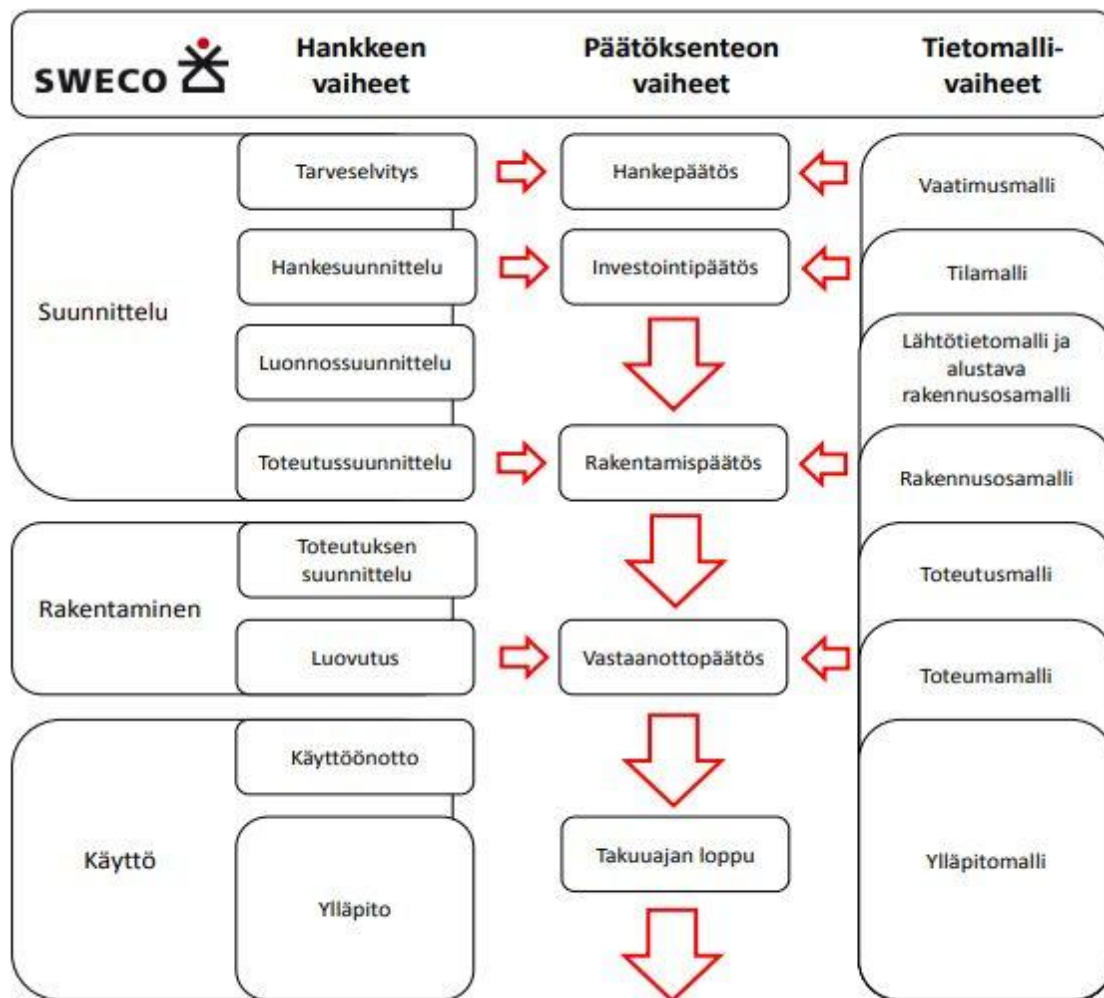 SWECO
Hankkeen
vaiheet
Päätöksenteon
vaiheet
Tietomalli-
vaiheet
Suunnittelu
Tarveselvitys
Hankepäätös
Vaatimusmalli
Hankesuunnittelu
Investointipäätös
Tilamalli
Luonnossuunnittelu
Lähtötietomalli ja
alustava
rakennusosamalli
Toteutussuunnittelu
Rakentamispäätös
Rakennusosamalli
Rakentaminen
Toteutuksen
suunnittelu
Toteutusmalli
Luovutus
Vastaanottopäätös
Toteumamalli
Käyttö
Käyttöönotto
Takuuajan loppu
Ylläpitomalli
Ylläpito